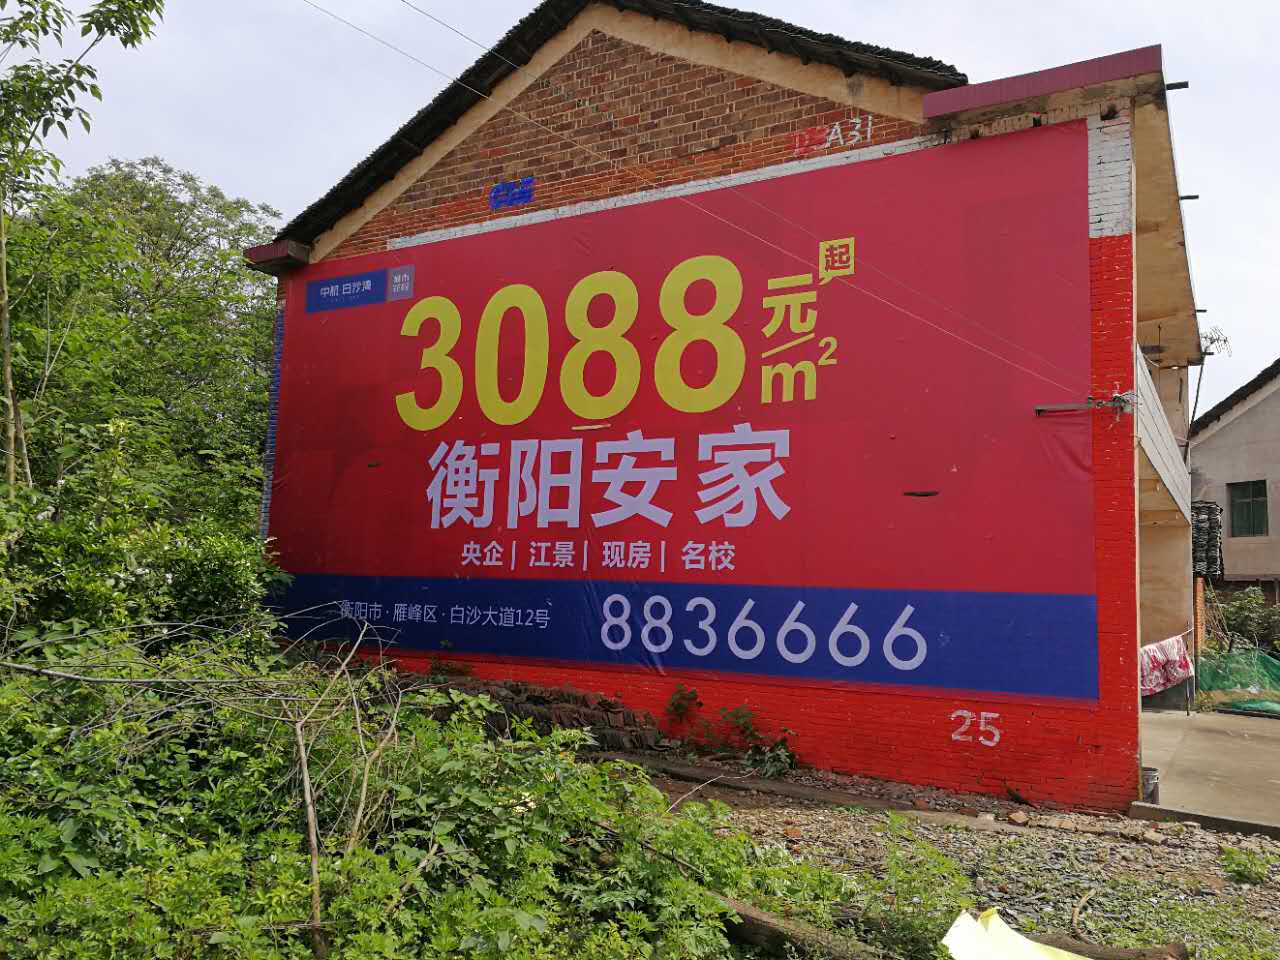 A31
中航 白沙湾
3088元/m²起
衡阳安家
央企|江景|现房|名校
衡阳市·雁峰区·白沙大道12号
8836666
25